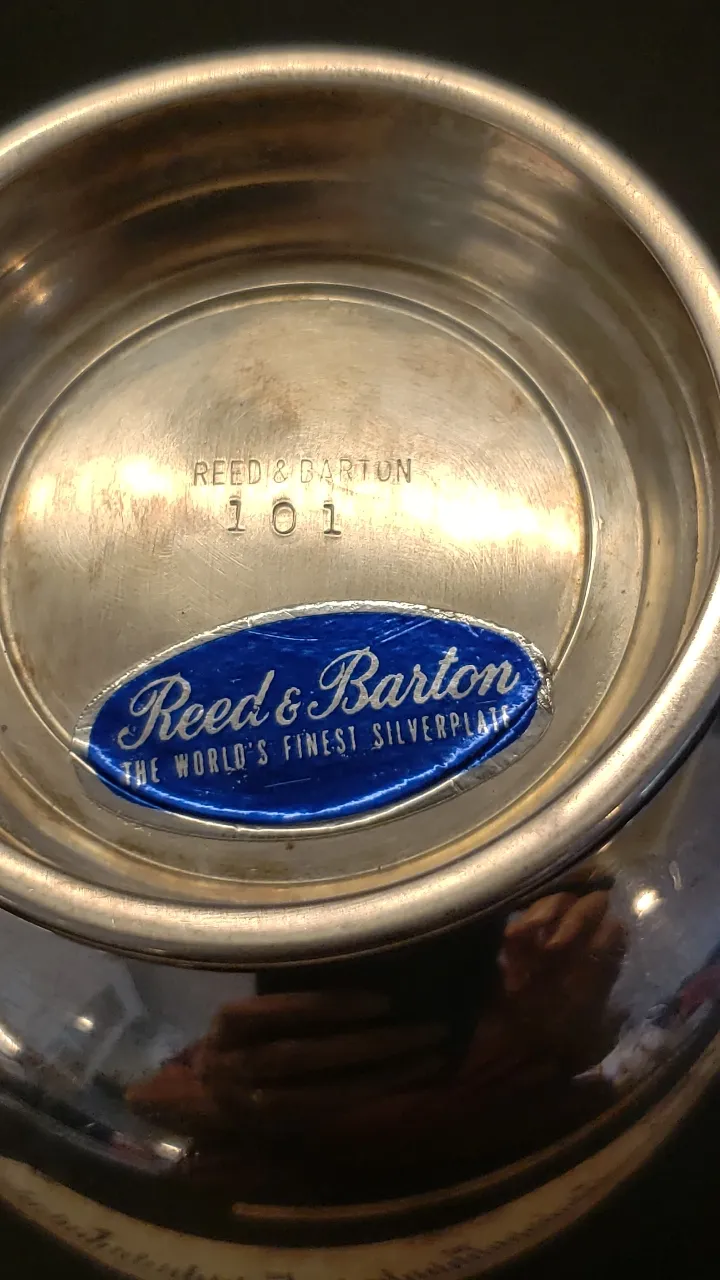 REED & BARTON
101
Reed & Barton
THE WORLD'S FINEST SILVERPLATE